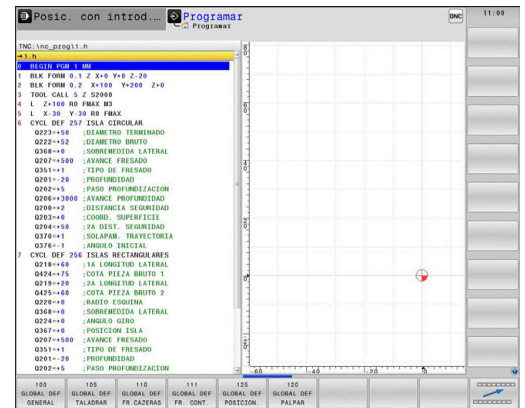 Posic. con introd....
Programar
Programar
DNC
11:00
TNC:\nc_prog\1.h
→1.h
0 BEGIN PGM 1 MM
1 BLK FORM 0.1 Z X+0 Y+0 Z-20
2 BLK FORM 0.2 X+100 Y+200 Z+0
3 TOOL CALL 5 Z S2000
4 L Z+100 R0 FMAX M3
5 L X-30 Y-30 R0 FMAX
6 CYCL DEF 257 ISLA CIRCULAR
Q223=+50 ;DIAMETRO TERMINADO
Q222=+52 ;DIAMETRO BRUTO
Q368=+0 ;SOBREMEDIDA LATERAL
Q207=+500 ;AVANCE FRESADO
Q351=+1 ;TIPO DE FRESADO
Q201=-20 ;PROFUNDIDAD
Q202=+5 ;PASO PROFUNDIZACION
Q206=+3000 ;AVANCE PROFUNDIDAD
Q200=+2 ;DISTANCIA SEGURIDAD
Q203=+0 ;COORD. SUPERFICIE
Q204=+50 ;2A DIST. SEGURIDAD
Q370=+1 ;SOLAPAM. TRAYECTORIA
Q376=-1 ;ANGULO INICIAL
7 CYCL DEF 256 ISLAS RECTANGULARES
Q218=+60 ;1A LONGITUD LATERAL
Q424=+75 ;COTA PIEZA BRUTO 1
Q219=+20 ;2A LONGITUD LATERAL
Q425=+60 ;COTA PIEZA BRUTO 2
Q220=+0 ;RADIO ESQUINA
Q368=+0 ;SOBREMEDIDA LATERAL
Q224=+0 ;ANGULO GIRO
Q367=+0 ;POSICION ISLA
Q207=+500 ;AVANCE FRESADO
Q351=+1 ;TIPO DE FRESADO
Q201=-20 ;PROFUNDIDAD
Q202=+5 ;PASO PROFUNDIZACION
-60 -40 -20 0
100 GLOBAL DEF GENERAL
105 GLOBAL DEF TALADRAR
110 GLOBAL DEF FR.CAJERAS
111 GLOBAL DEF FR. CONT.
125 GLOBAL DEF POSICION.
120 GLOBAL DEF PALPAR